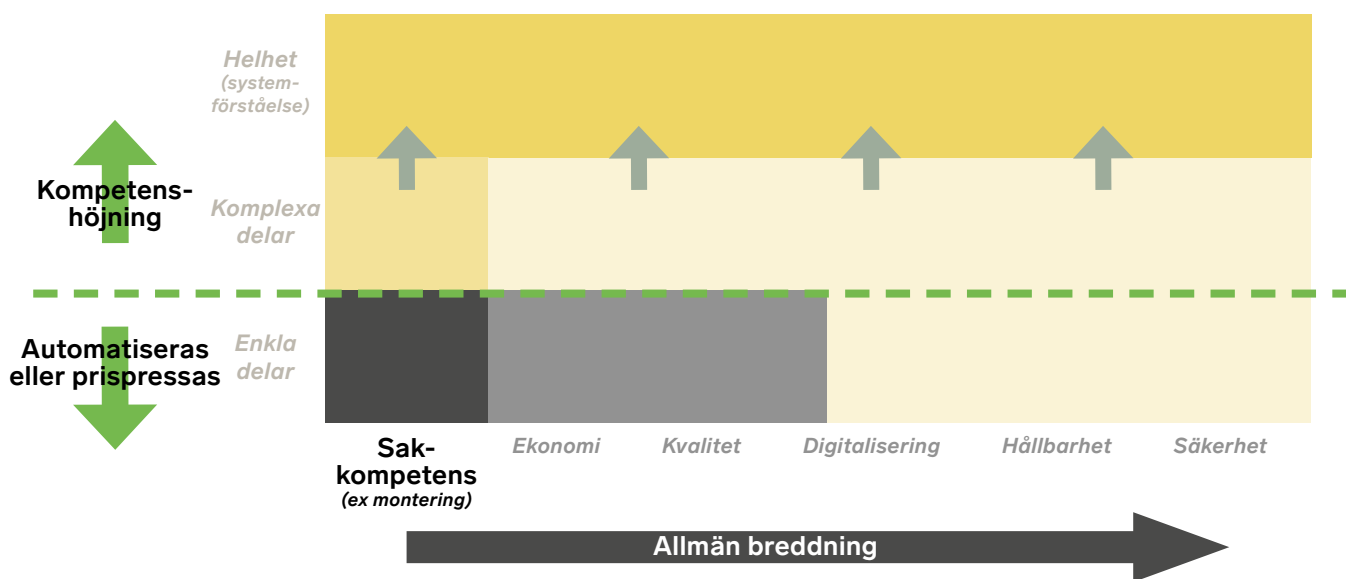 Helhet
(system-
förståelse)
Kompetens-
höjning
Komplexa
delar
Automatiseras
eller prispressas
Enkla
delar
Sak-
kompetens
(ex montering)
Ekonomi
Kvalitet
Digitalisering
Hållbarhet
Säkerhet
Allmän breddning